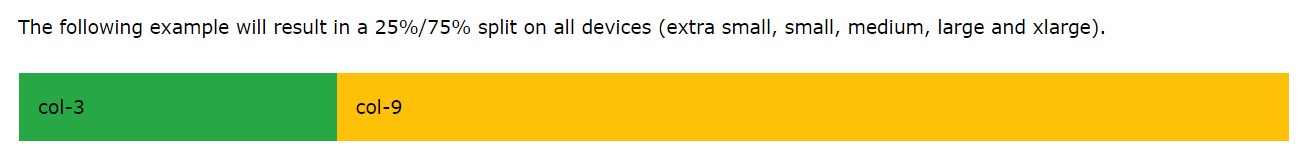 The following example will result in a 25%/75% split on all devices (extra small, small, medium, large and xlarge).
col-3
col-9